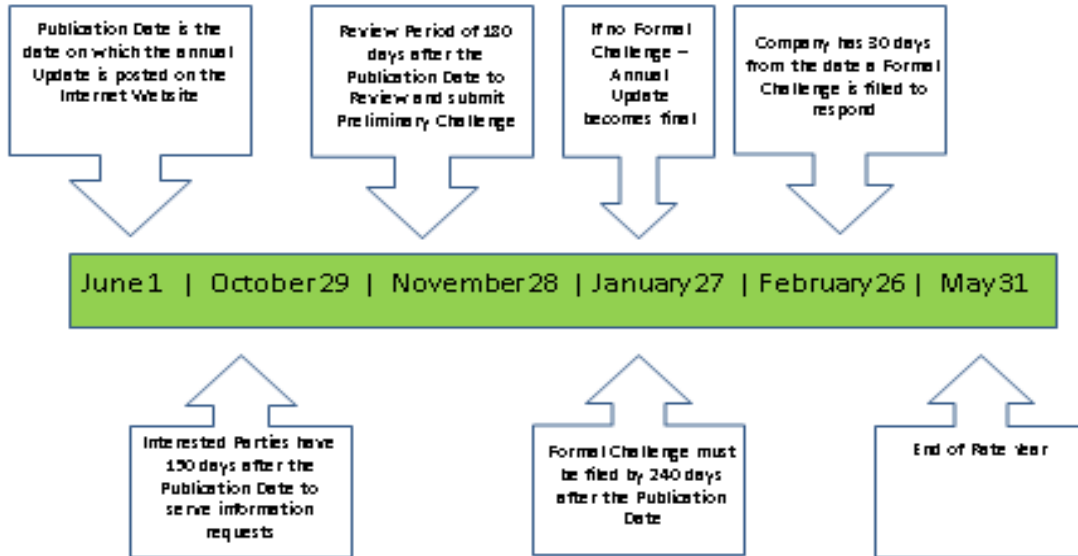 Publication Date is the
date on which the annual
Update is posted on the
Internet Website
Review Period of 180
days after the
Publication Date to
Review and submit
Preliminary Challenge
If no Formal
Challenge –
Annual
Update
becomes final
Company has 30 days
from the date a Formal
Challenge is filled to
respond
June 1 | October 29 | November 28 | January 27 | February 26 | May 31
Interested Parties have
150 days after the
Publication Date to
serve information
requests
Formal Challenge must
be filed by 240 days
after the Publication
Date
End of Rate Year